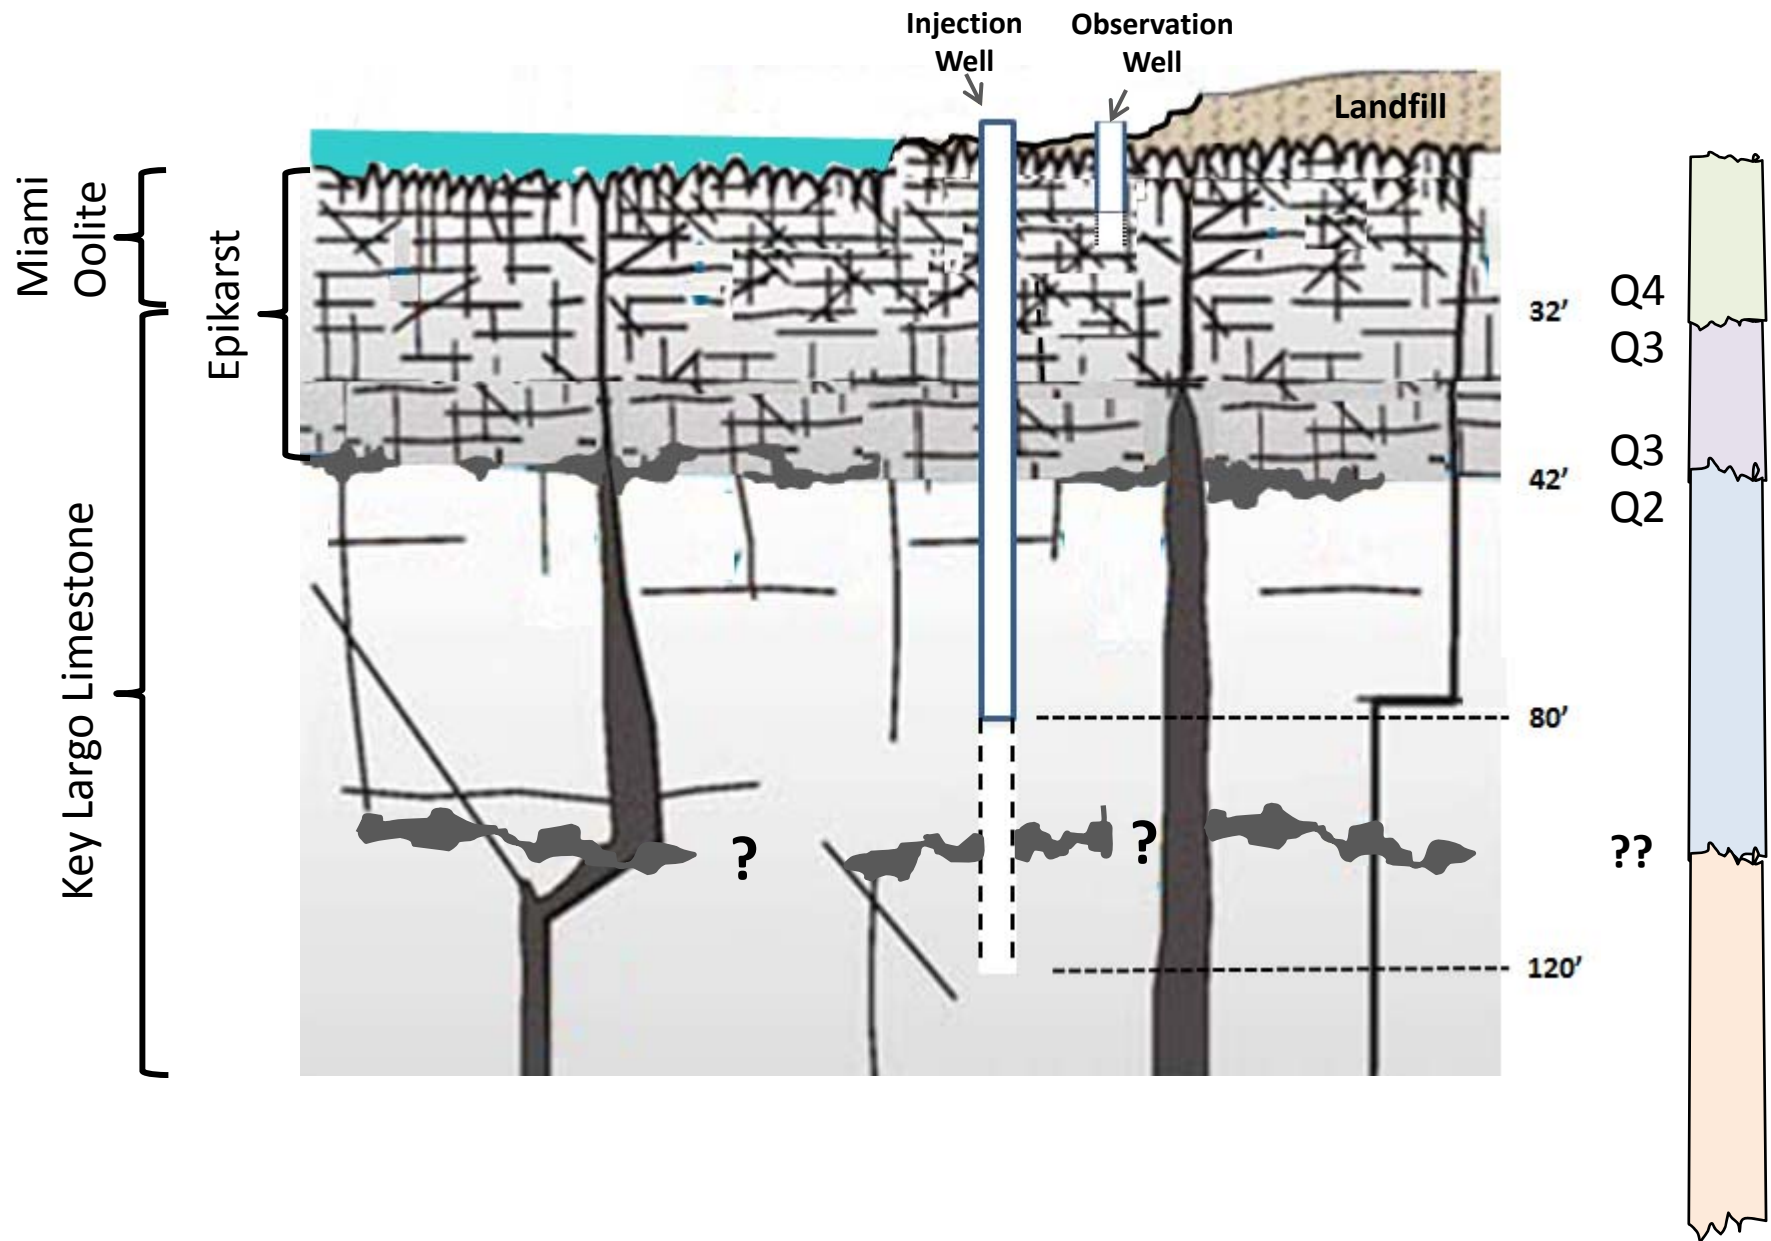 Injection
Well
Observation
Well
Landfill
Miami
Oolite
Epikarst
Key Largo Limestone
32’
42’
80’
120’
Q4
Q3
Q3
Q2
??
?
?